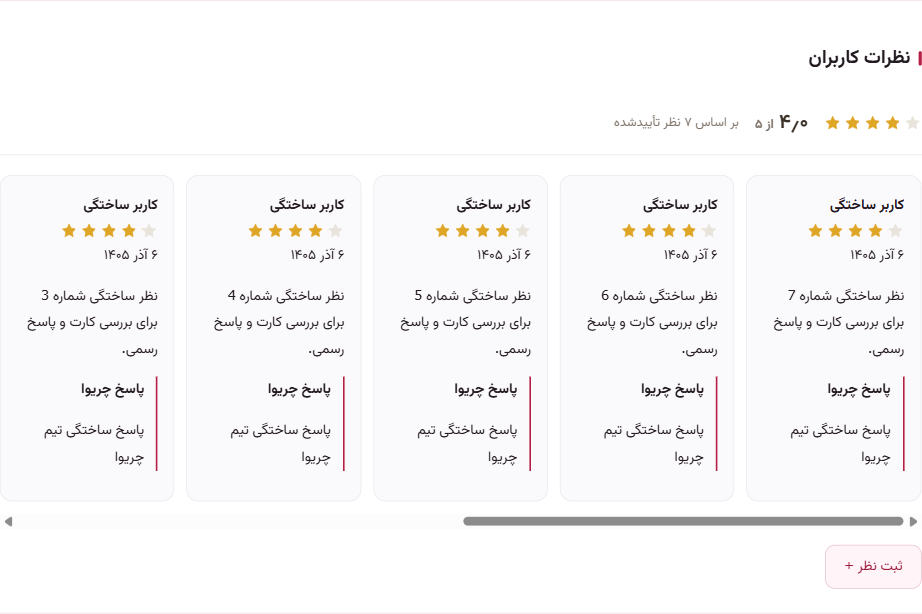 نظرات کاربران
۴٫۰ از ۵ بر اساس ۷ نظر تأییدشده
کاربر ساختگی
۶ آذر ۱۴۰۵
نظر ساختگی شماره 7
برای بررسی کارت و پاسخ
رسمی.
پاسخ چریوا
پاسخ ساختگی تیم
چریوا
کاربر ساختگی
۶ آذر ۱۴۰۵
نظر ساختگی شماره 6
برای بررسی کارت و پاسخ
رسمی.
پاسخ چریوا
پاسخ ساختگی تیم
چریوا
کاربر ساختگی
۶ آذر ۱۴۰۵
نظر ساختگی شماره 5
برای بررسی کارت و پاسخ
رسمی.
پاسخ چریوا
پاسخ ساختگی تیم
چریوا
کاربر ساختگی
۶ آذر ۱۴۰۵
نظر ساختگی شماره 4
برای بررسی کارت و پاسخ
رسمی.
پاسخ چریوا
پاسخ ساختگی تیم
چریوا
کاربر ساختگی
۶ آذر ۱۴۰۵
نظر ساختگی شماره 3
برای بررسی کارت و پاسخ
رسمی.
پاسخ چریوا
پاسخ ساختگی تیم
چریوا
ثبت نظر +